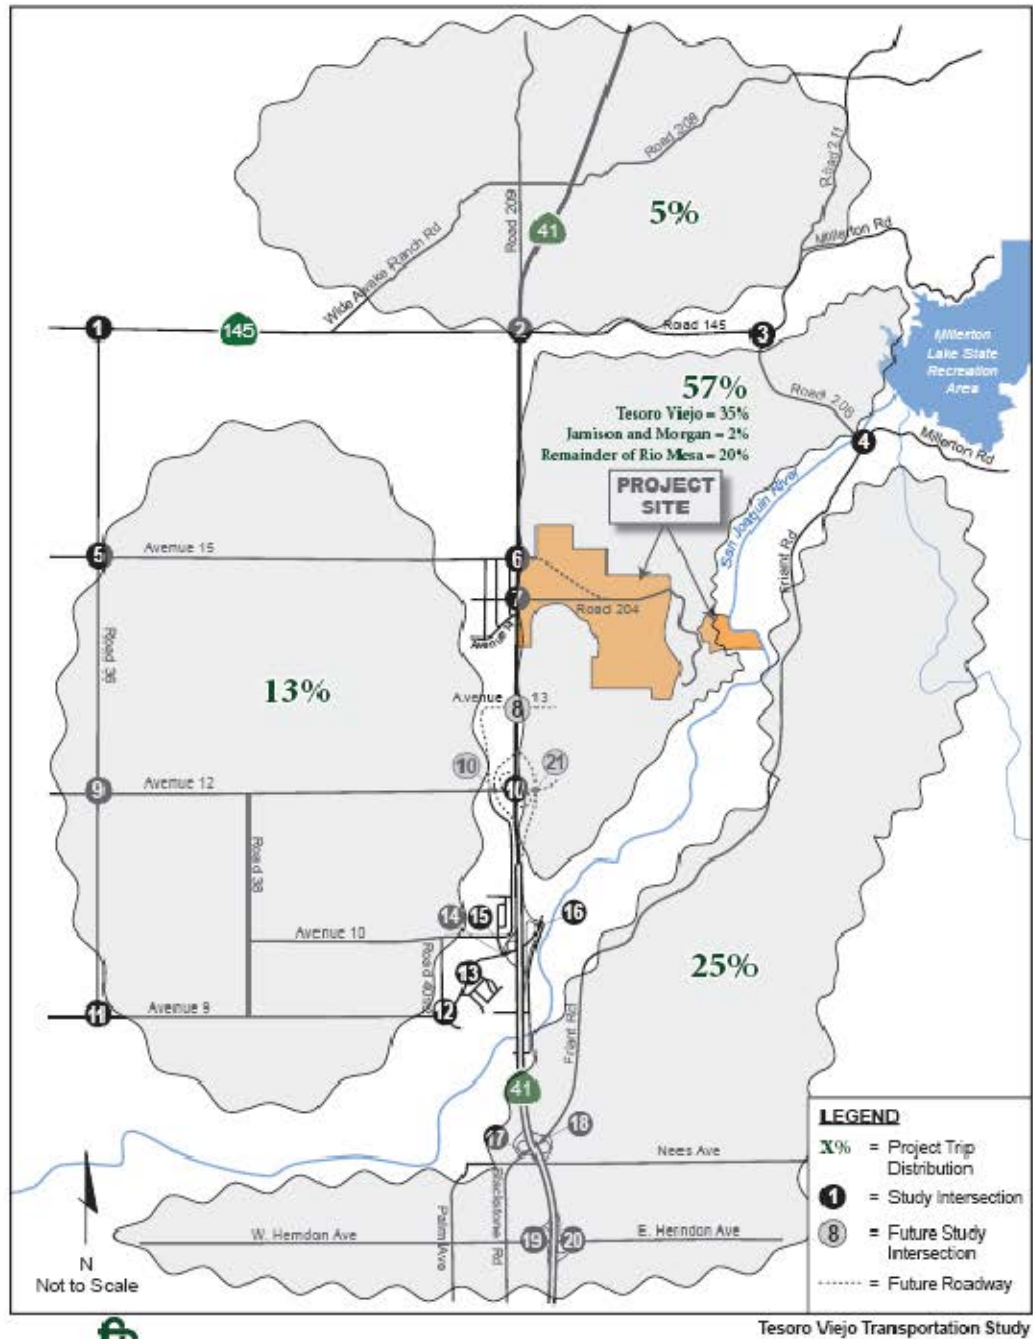 Road 208
Road 211
5%
Road 209
41
Millerton Rd
Wide Awake Ranch Rd
1
145
2
Road 145
3
Millerton
Lake State
Recreation
Area
57%
Tesoro Viejo = 35%
Jamison and Morgan = 2%
Remainder of Rio Mesa = 20%
Road 206
4
Millerton Rd
PROJECT
SITE
San Joaquin River
Friant Rd
5
Avenue 15
6
7
Road 204
Avenue 14
Road 36
13%
Avenue 13
8
10
21
9
Avenue 12
10
Road 38
14
15
16
Avenue 10
Road 40½
13
25%
11
Avenue 9
12
Friant Rd
41
17
18
Nees Ave
Blackstone Rd
Palm Ave
W. Herndon Ave
19
20
E. Herndon Ave
N
Not to Scale
LEGEND
X% = Project Trip
Distribution
1 = Study Intersection
8 = Future Study
Intersection
= Future Roadway
Tesoro Viejo Transportation Study